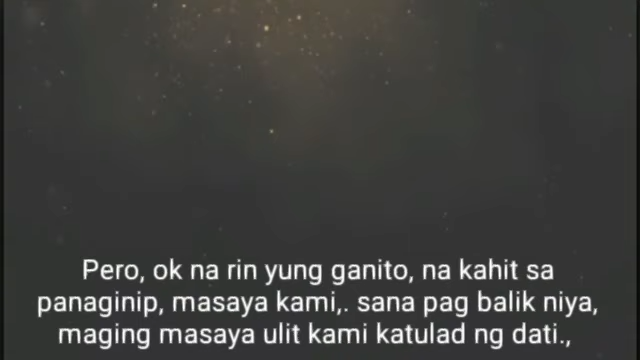 Pero, ok na rin yung ganito, na kahit sa
panaginip, masaya kami,. sana pag balik niya,
maging masaya ulit kami katulad ng dati.,